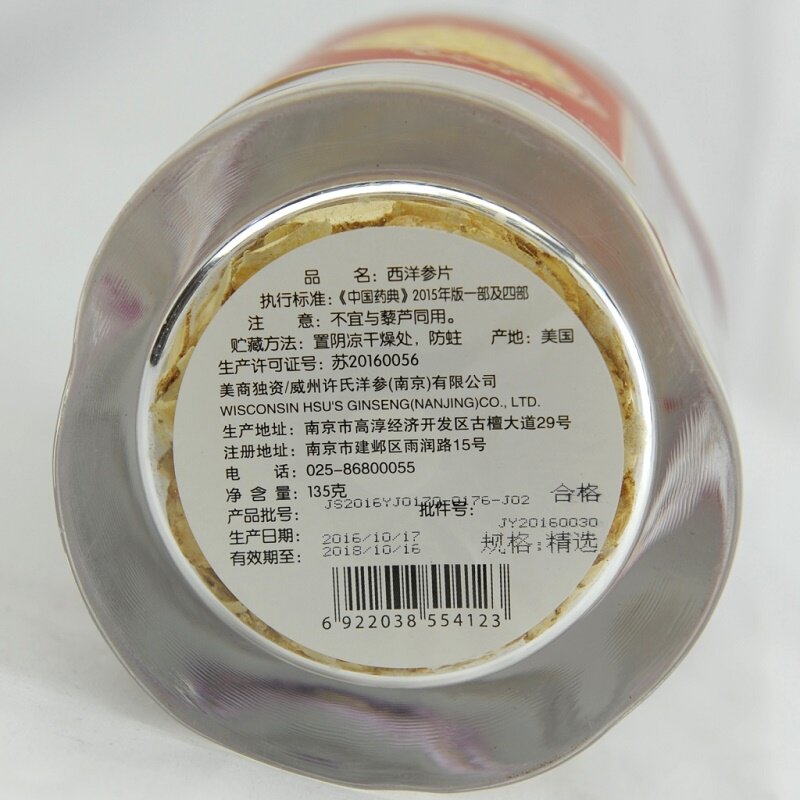 品 名：西洋参片
执行标准：《中国药典》2015年版一部及四部
注 意：不宜与藜芦同用。
贮藏方法：置阴凉干燥处，防蛀 产地：美国
生产许可证号：苏20160056
美商独资/威州许氏洋参(南京)有限公司
WISCONSIN HSU'S GINSENG(NANJING)CO., LTD.
生产地址：南京市高淳经济开发区古檀大道29号
注册地址：南京市建邺区雨润路15号
电 话：025-86800055
净 含 量：135克
合格
产品批号：JS2016YJ0170-0176-J02 批件号：JY20160030
生产日期：2016/10/17
规格：精选
有效期至：2018/10/16
6 922038 554123